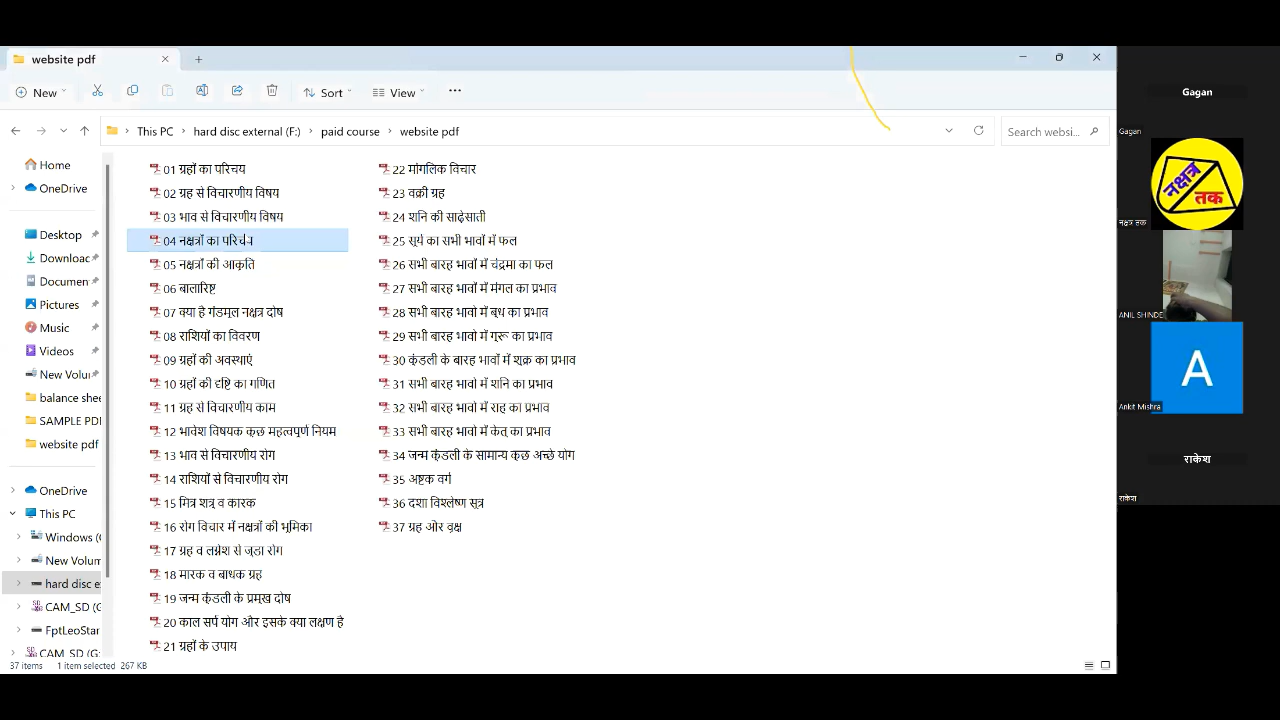 website pdf
New
Sort
View
This PC
hard disc external (F:)
paid course
website pdf
Search websi...
Home
OneDrive
Desktop
Downloac
Documen
Pictures
Music
Videos
New Volu
balance shee
SAMPLE PDF
website pdf
OneDrive
This PC
Windows (
New Volum
hard disc e
CAM_SD (G
FptLeoStar
CAM_SD (G
01 ग्रहों का परिचय
02 ग्रह से विचारणीय विषय
03 भाव से विचारणीय विषय
04 नक्षत्रों का परिचय
05 नक्षत्रों की आकृति
06 बालारिष्ट
07 क्या है गंडमूल नक्षत्र दोष
08 राशियों का विवरण
09 ग्रहों की अवस्थाएं
10 ग्रहों की दृष्टि का गणित
11 ग्रह से विचारणीय काम
12 भावेश विषयक कुछ महत्वपूर्ण नियम
13 भाव से विचारणीय रोग
14 राशियों से विचारणीय रोग
15 मित्र शत्रु व कारक
16 रोग विचार में नक्षत्रों की भूमिका
17 ग्रह व लग्नेश से जुडा रोग
18 मारक व बाधक ग्रह
19 जन्म कुंडली के प्रमुख दोष
20 काल सर्प योग और इसके क्या लक्षण है
21 ग्रहों के उपाय
22 मांगलिक विचार
23 वक्री ग्रह
24 शनि की साढ़ेसाती
25 सूर्य का सभी भावों में फल
26 सभी बारह भावों में चंद्रमा का फल
27 सभी बारह भावों में मंगल का प्रभाव
28 सभी बारह भावो में बुध का प्रभाव
29 सभी बारह भावो में गुरू का प्रभाव
30 कुंडली के बारह भावों में शुक्र का प्रभाव
31 सभी बारह भावो में शनि का प्रभाव
32 सभी बारह भावो में राहु का प्रभाव
33 सभी बारह भावों में केतु का प्रभाव
34 जन्म कुंडली के सामान्य कुछ अच्छे योग
35 अष्टक वर्ग
36 दशा विश्लेष्ण सूत्र
37 ग्रह ओर वृक्ष
37 items
1 item selected
267 KB
Gagan
Gagan
नक्षत्र
तक
नक्षत्र तक
ANIL SHINDE
A
Ankit Mishra
राकेश
राकेश